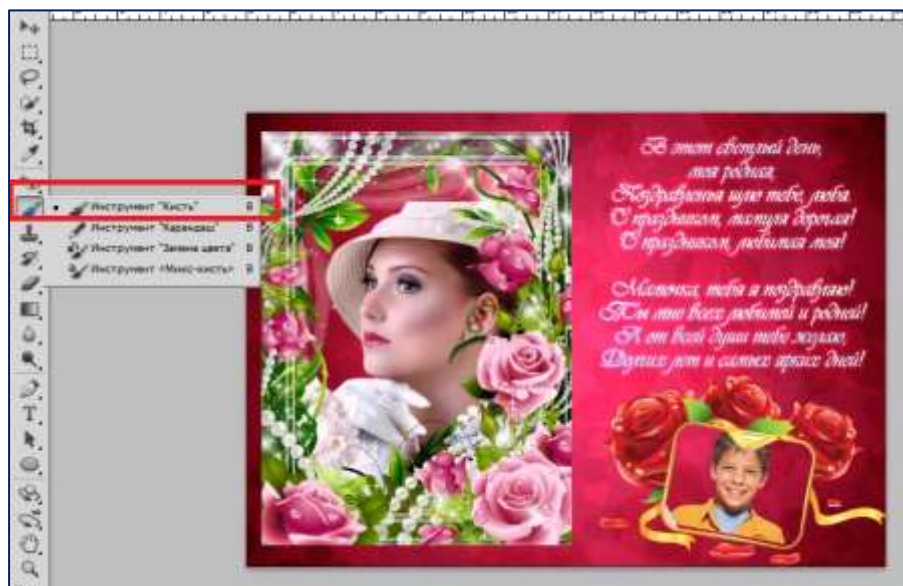 Инструмент "Кисть" B
Инструмент "Карандаш" B
Инструмент "Замена цвета" B
Инструмент «Микс-кисть» B
В этот светлый день,
моя родная,
Поздравленья шлю тебе, любя.
С праздником, мамуля дорогая!
С праздником, любимая моя!
Мамочка, тебя я поздравляю!
Ты мне всех любимей и родней!
Я от всей души тебе желаю,
Долгих лет и самых ярких дней!